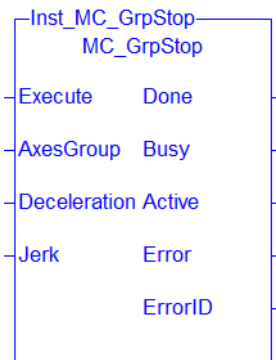 Inst_MC_GrpStop
MC_GrpStop
Execute Done
AxesGroup Busy
Deceleration Active
Jerk Error
ErrorID